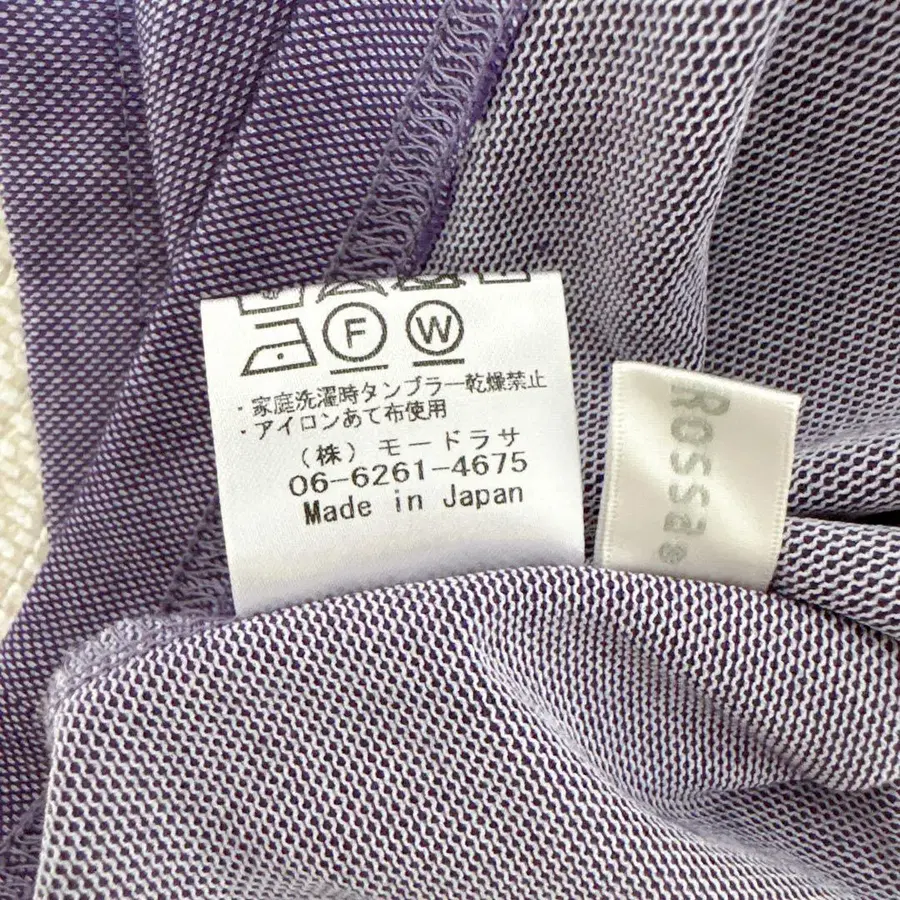 F W
・家庭洗濯時タンブラー乾燥禁止
・アイロンあて布使用
（株）モードラサ
06-6261-4675
Made in Japan
Rossa®